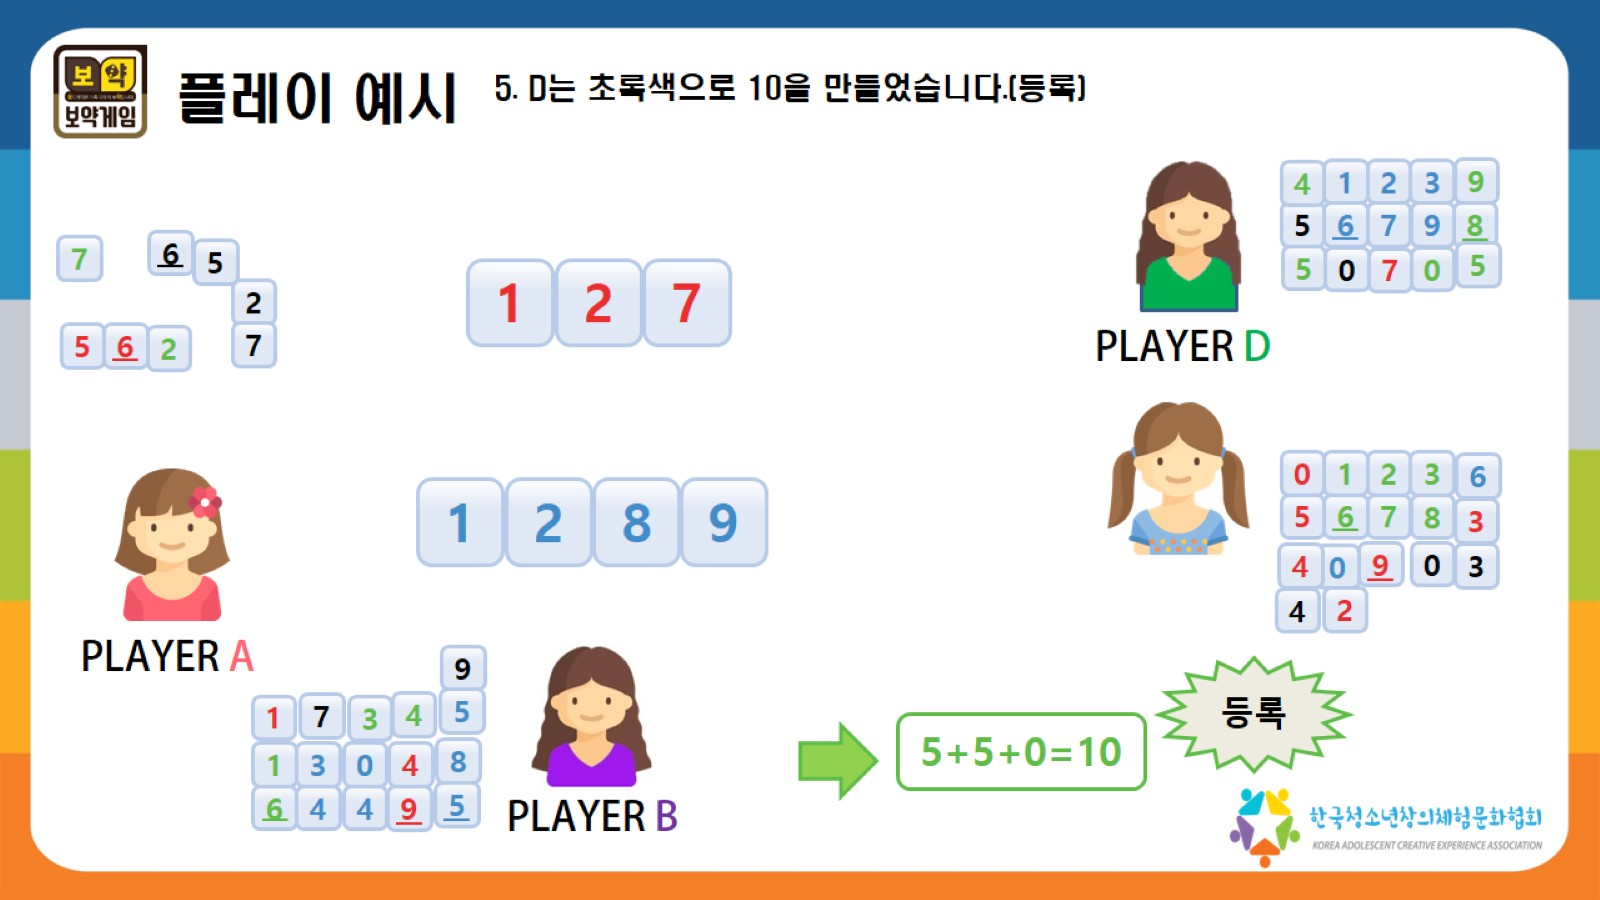 보약
보약게임
플레이 예시
5. D는 초록색으로 10을 만들었습니다.(등록)
7
6 5
2
7
5 6 2
1 2 7
4 1 2 3 9
5 6 7 9 8
5 0 7 0 5
PLAYER D
1 2 8 9
0 1 2 3 6
5 6 7 8 3
4 0 9 0 3
4 2
PLAYER A
9
1 7 3 4 5
1 3 0 4 8
6 4 4 9 5
PLAYER B
5+5+0=10
등록
한국청소년창의체험문화협회
KOREA ADOLESCENT CREATIVE EXPERIENCE ASSOCIATION